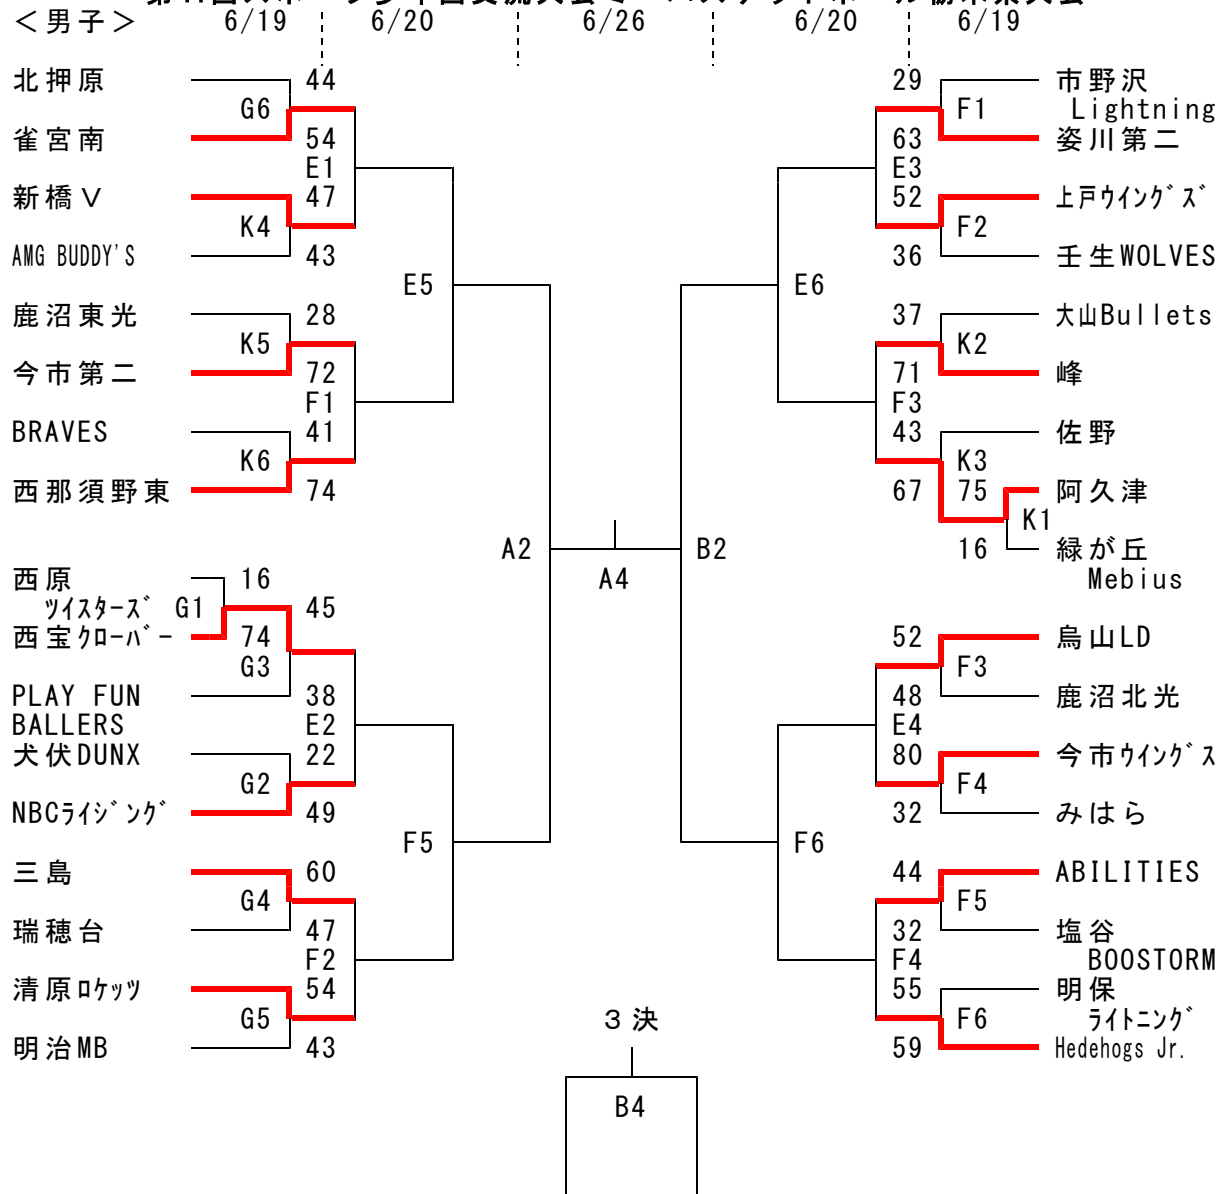 ＜男子＞ 6/19 6/20 6/26 6/20 6/19
北押原 44 29 市野沢
G6 F1 Lightning
雀宮南 54 63 姿川第二
E1 E3
新橋Ｖ 47 52 上戸ｳｲﾝｸﾞｽﾞ
K4 F2
AMG BUDDY'S 43 36 壬生WOLVES
E5 E6
鹿沼東光 28 37 大山Bullets
K5 K2
今市第二 72 71 峰
F1 F3
BRAVES 41 43 佐野
K6 K3
西那須野東 74 67 75 阿久津
K1
A2 B2 16 緑が丘
西原 16 A4 Mebius
ﾂｲｽﾀｰｽﾞ G1 45
西宝ｸﾛｰﾊﾞｰ 74 52 烏山LD
G3 F3
PLAY FUN 38 48 鹿沼北光
BALLERS E2 E4
犬伏DUNX 22 80 今市ｳｲﾝｸﾞｽ
G2 F4
NBCﾗｲｼﾞﾝｸﾞ 49 32 みはら
F5 F6
三島 60 44 ABILITIES
G4 F5
瑞穂台 47 32 塩谷
F2 F4 BOOSTORM
清原ﾛｹｯﾂ 54 55 明保
G5 3決 F6 ﾗｲﾄﾆﾝｸﾞ
明治MB 43 59 Hedehogs Jr.
B4